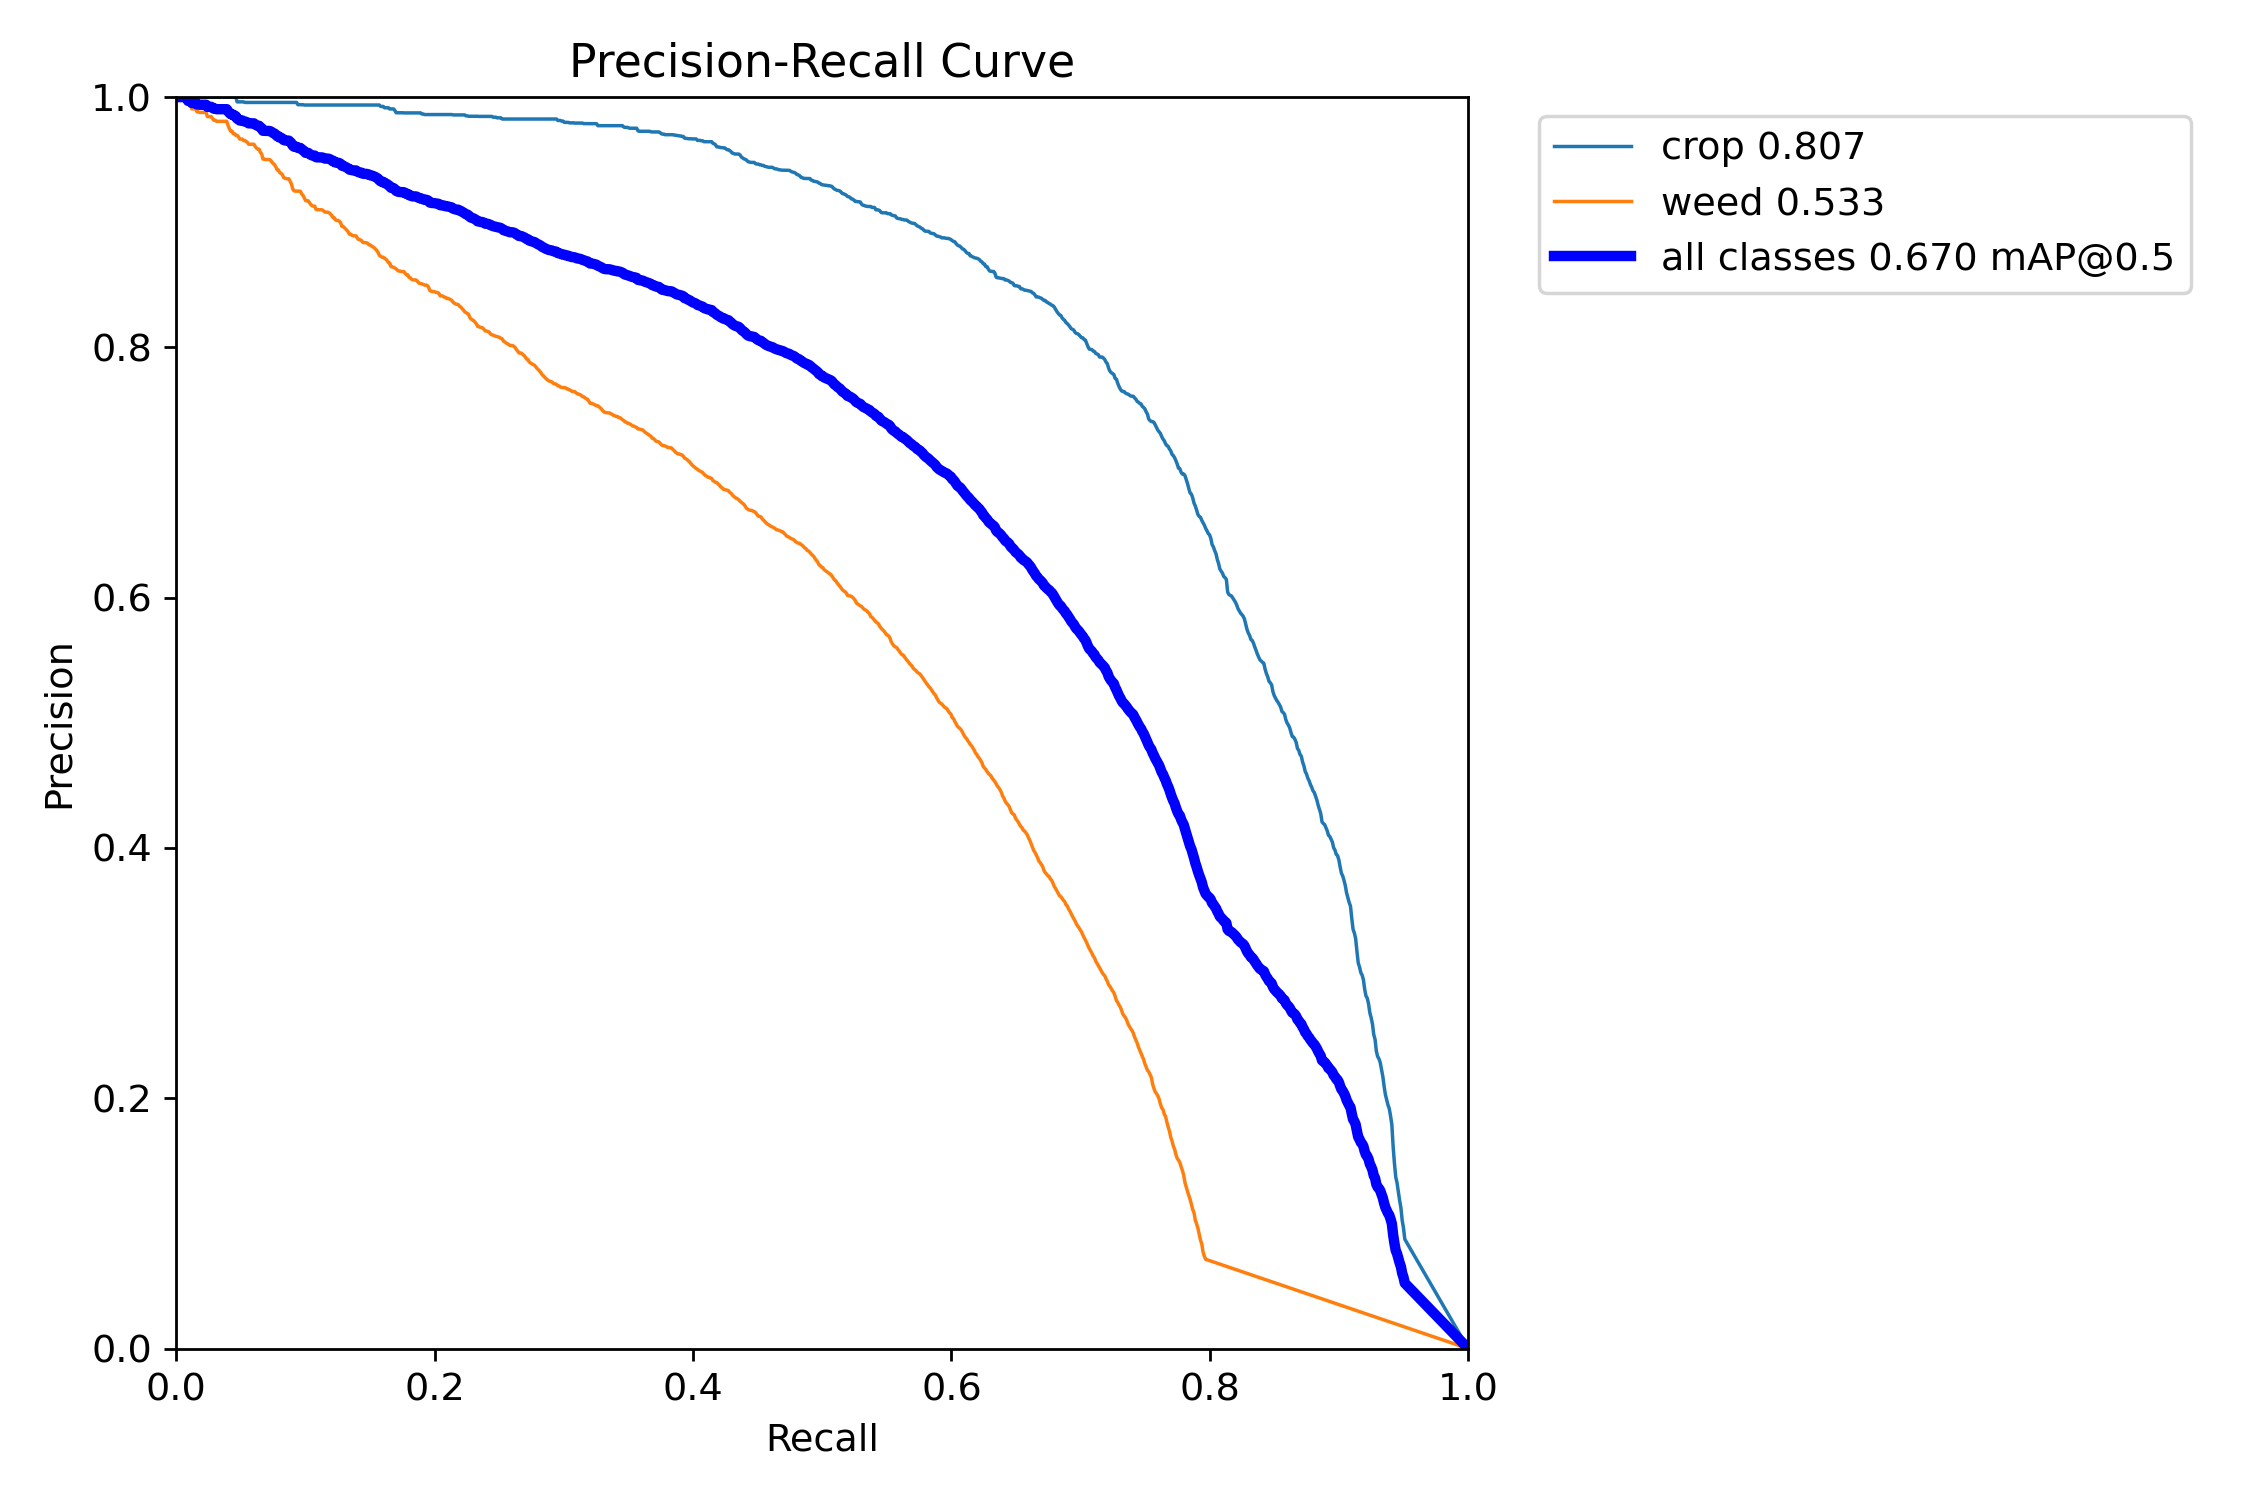 Precision-Recall Curve
1.0
0.8
0.6
0.4
0.2
0.0
Precision
0.0 0.2 0.4 0.6 0.8 1.0
Recall
crop 0.807
weed 0.533
all classes 0.670 mAP@0.5